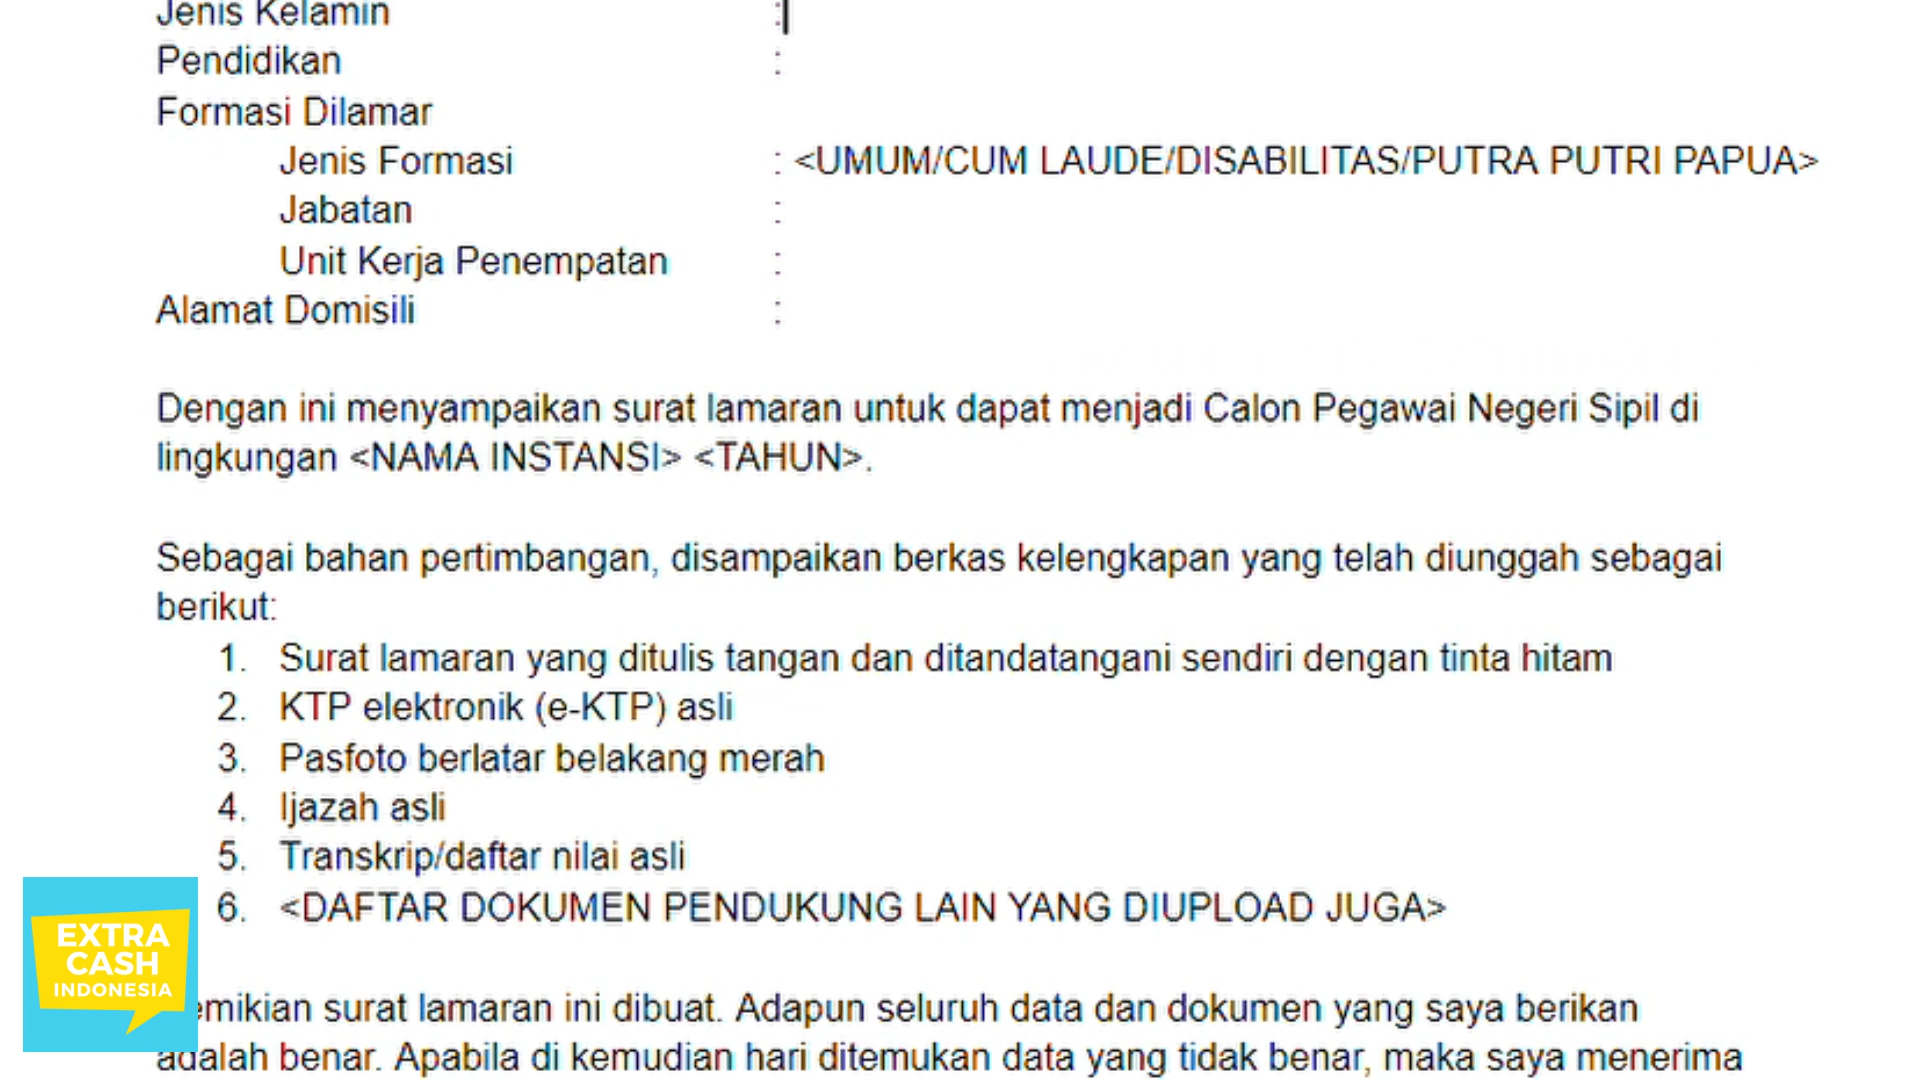 Jenis Kelamin :
Pendidikan :
Formasi Dilamar
Jenis Formasi : <UMUM/CUM LAUDE/DISABILITAS/PUTRA PUTRI PAPUA>
Jabatan :
Unit Kerja Penempatan :
Alamat Domisili :
Dengan ini menyampaikan surat lamaran untuk dapat menjadi Calon Pegawai Negeri Sipil di
lingkungan <NAMA INSTANSI> <TAHUN>.
Sebagai bahan pertimbangan, disampaikan berkas kelengkapan yang telah diunggah sebagai
berikut:
1. Surat lamaran yang ditulis tangan dan ditandatangani sendiri dengan tinta hitam
2. KTP elektronik (e-KTP) asli
3. Pasfoto berlatar belakang merah
4. Ijazah asli
5. Transkrip/daftar nilai asli
6. <DAFTAR DOKUMEN PENDUKUNG LAIN YANG DIUPLOAD JUGA>
emikian surat lamaran ini dibuat. Adapun seluruh data dan dokumen yang saya berikan
adalah benar. Apabila di kemudian hari ditemukan data yang tidak benar, maka saya menerima
EXTRA
CASH
INDONESIA